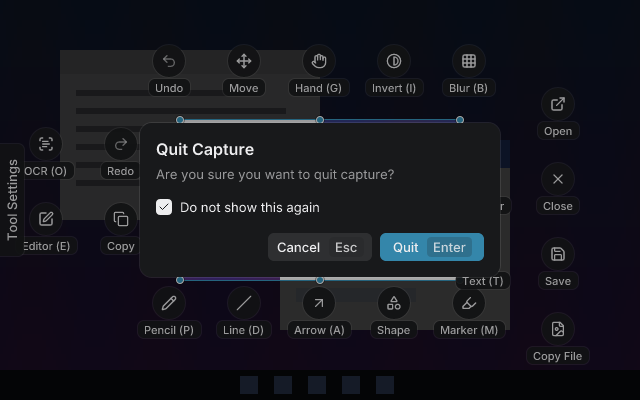 Undo
Move
Hand (G)
Invert (I)
Blur (B)
Open
OCR (O)
Redo
Tool Settings
Quit Capture
Are you sure you want to quit capture?
Do not show this again
Cancel Esc
Quit Enter
Close
Editor (E)
Copy
Text (T)
Save
Pencil (P)
Line (D)
Arrow (A)
Shape
Marker (M)
Copy File